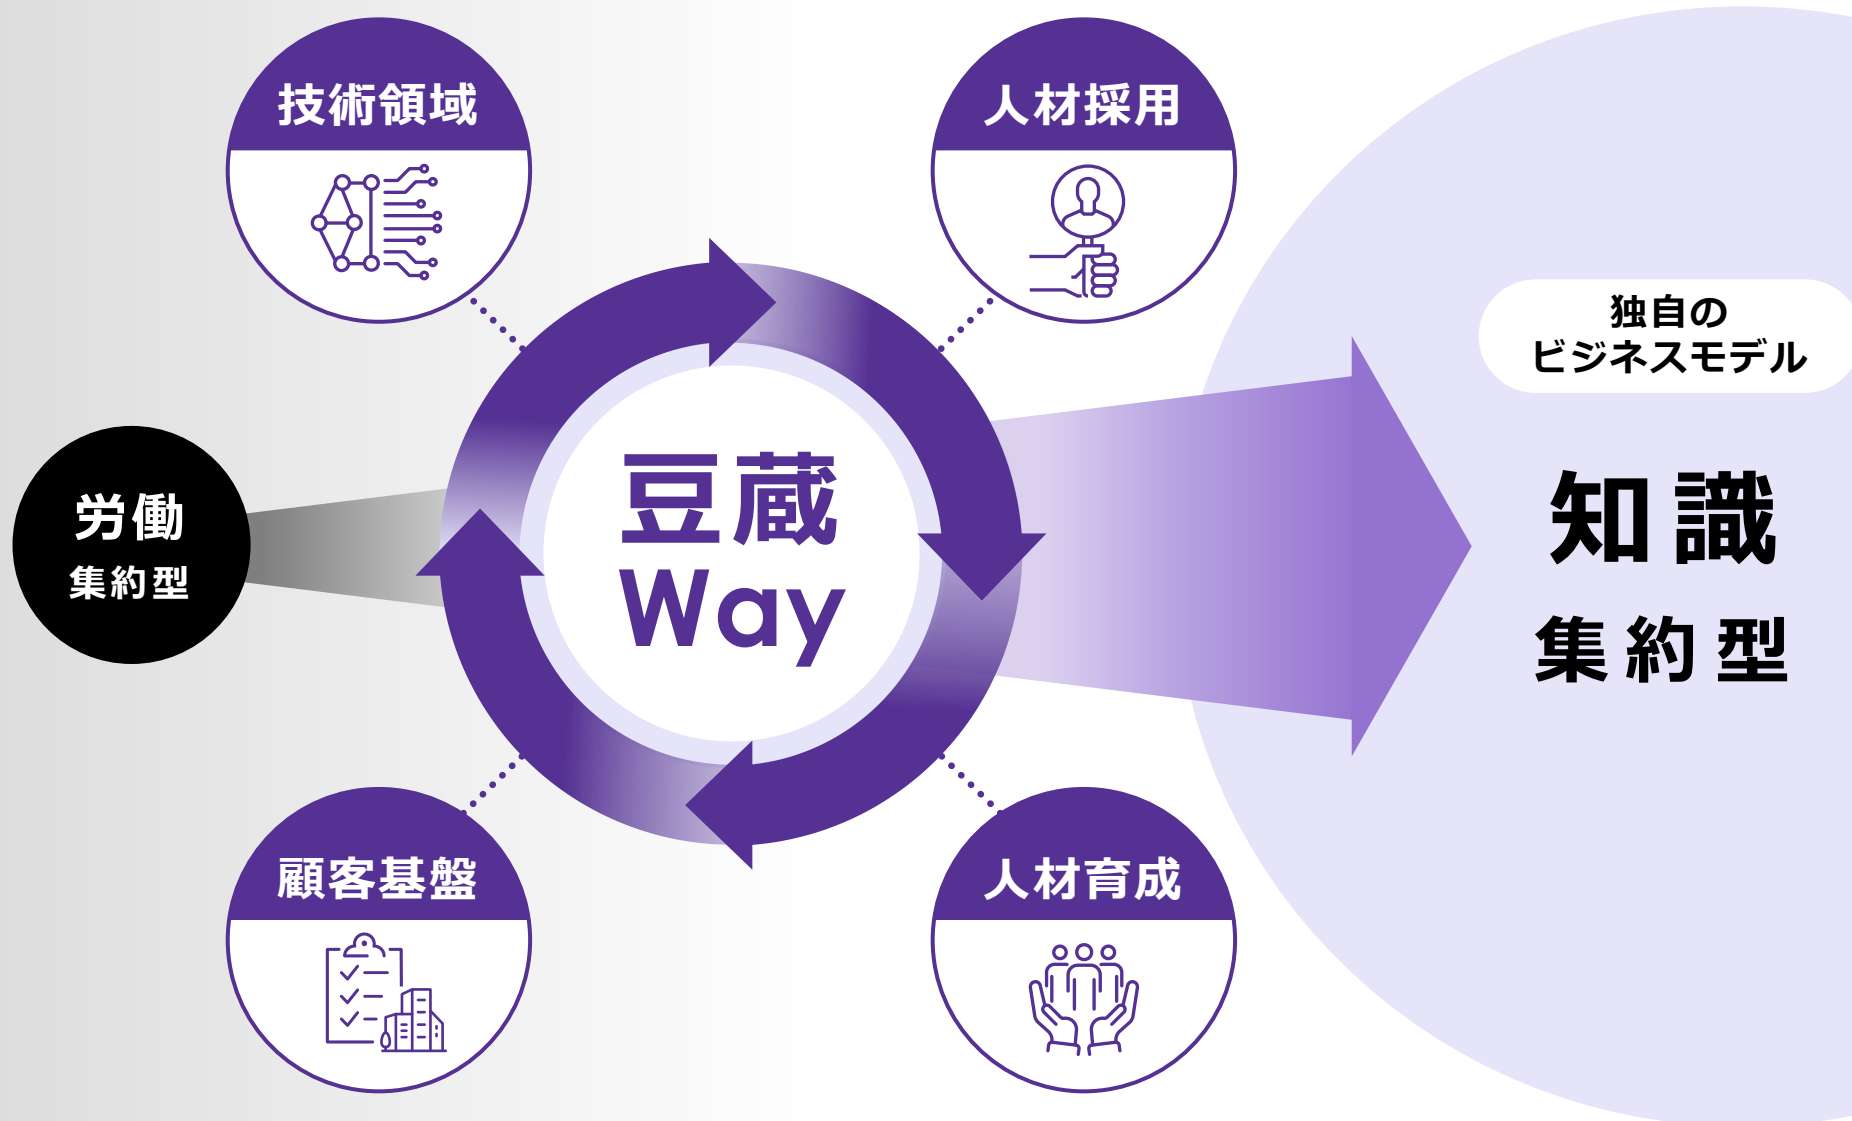 技術領域
人材採用
独自の
ビジネスモデル
労働
集約型
豆蔵
Way
知識
集約型
顧客基盤
人材育成